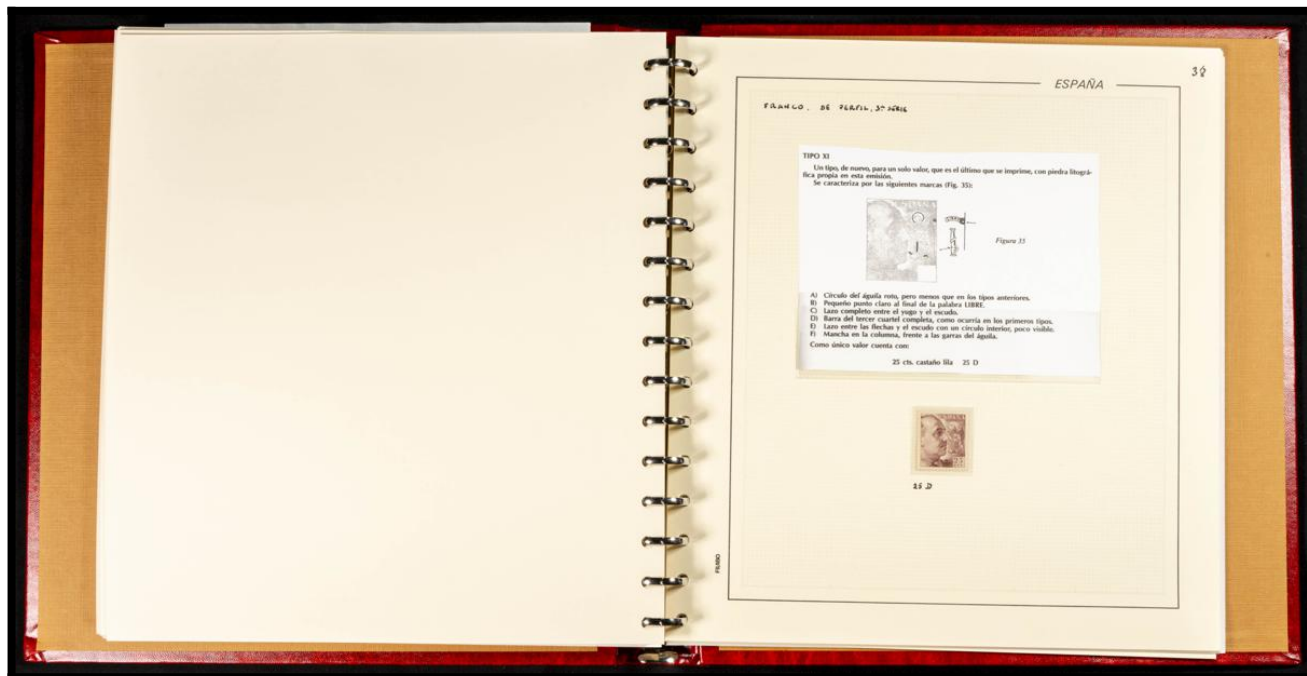 ESPAÑA
38
FRANCO. DE PERFIL, 3ª SERIE
TIPO XI
Un tipo, de nuevo, para un solo valor, que es el último que se imprime, con piedra litográ-
fica propia en esta emisión.
Se caracteriza por las siguientes marcas (Fig. 35):
Figura 35
A) Círculo del águila roto, pero menos que en los tipos anteriores.
B) Pequeño punto claro al final de la palabra LIBRE.
C) Lazo completo entre el yugo y el escudo.
D) Barra del tercer cuartel completa, como ocurría en los primeros tipos.
E) Lazo entre las flechas y el escudo con un círculo interior, poco visible.
F) Mancha en la columna, frente a las garras del águila.
Como único valor cuenta con:
25 cts. castaño lila 25 D
25 D
FILABO